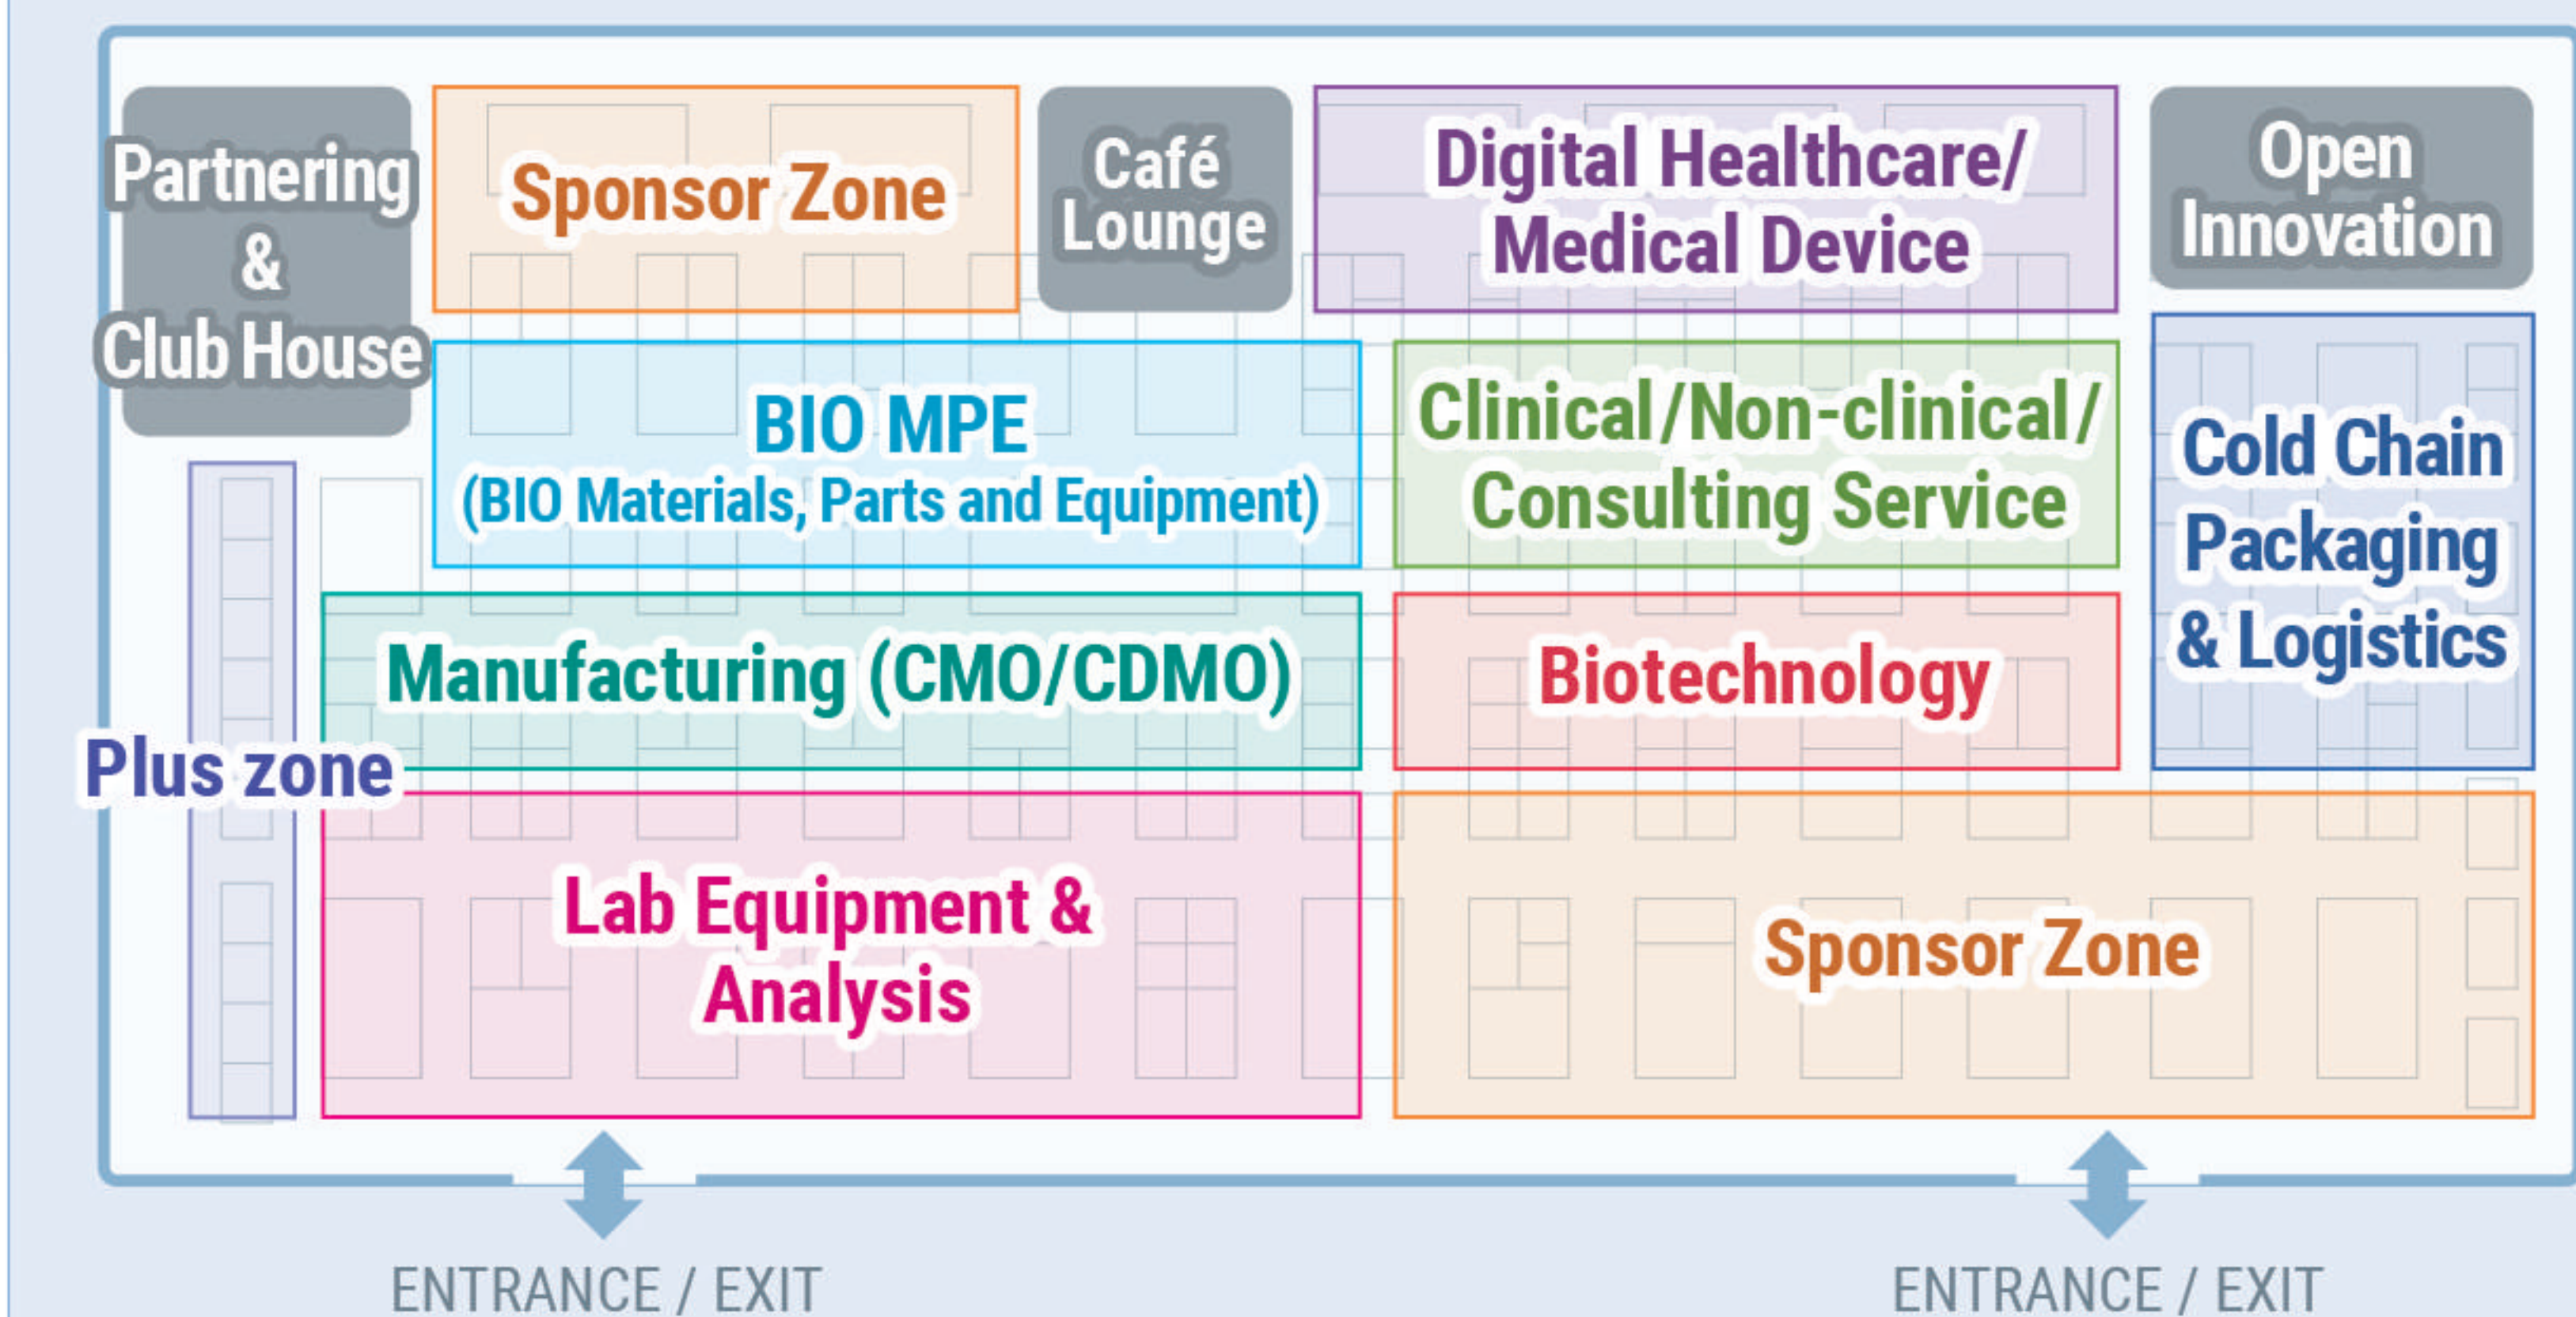 Partnering
&
Club House
Sponsor Zone
Café
Lounge
Digital Healthcare/
Medical Device
Open
Innovation
BIO MPE
(BIO Materials, Parts and Equipment)
Clinical/Non-clinical/
Consulting Service
Cold Chain
Packaging
& Logistics
Manufacturing (CMO/CDMO)
Biotechnology
Plus zone
Lab Equipment &
Analysis
Sponsor Zone
ENTRANCE / EXIT
ENTRANCE / EXIT